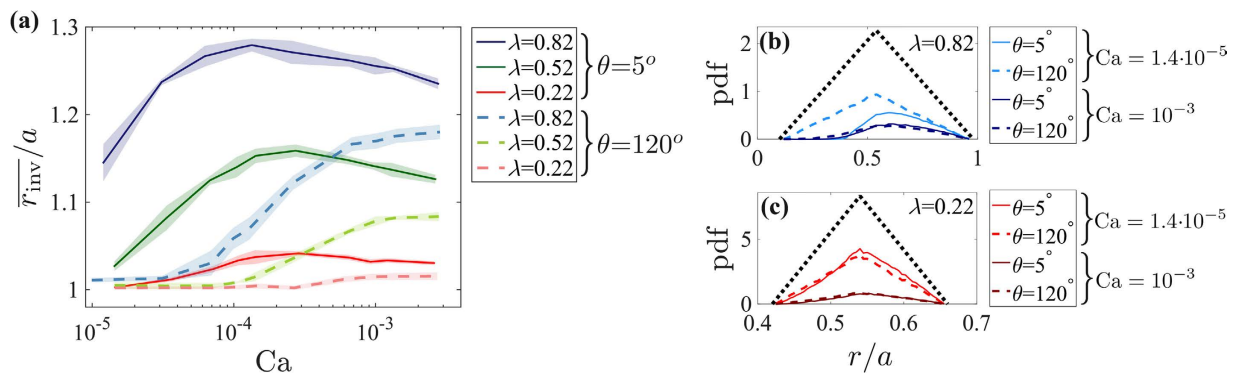 (a)
1.3
1.2
1.1
1
r̅_inv/a
10⁻⁵
10⁻⁴
10⁻³
Ca
λ=0.82
λ=0.52
λ=0.22
θ=5°
λ=0.82
λ=0.52
λ=0.22
θ=120°
(b)
λ=0.82
pdf
2
1
0
0
0.5
1
θ=5°
θ=120°
Ca = 1.4·10⁻⁵
θ=5°
θ=120°
Ca = 10⁻³
(c)
λ=0.22
pdf
5
0
0.4
0.5
0.6
0.7
r/a
θ=5°
θ=120°
Ca = 1.4·10⁻⁵
θ=5°
θ=120°
Ca = 10⁻³